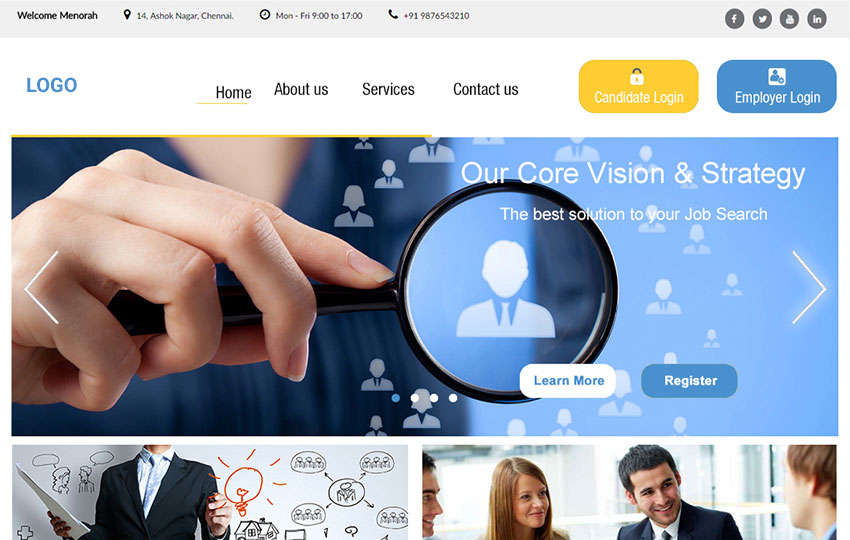 Welcome Menorah
14, Ashok Nagar, Chennai.
Mon - Fri 9:00 to 17:00
+91 9876543210
LOGO
Home
About us
Services
Contact us
Candidate Login
Employer Login
Our Core Vision & Strategy
The best solution to your Job Search
Learn More
Register